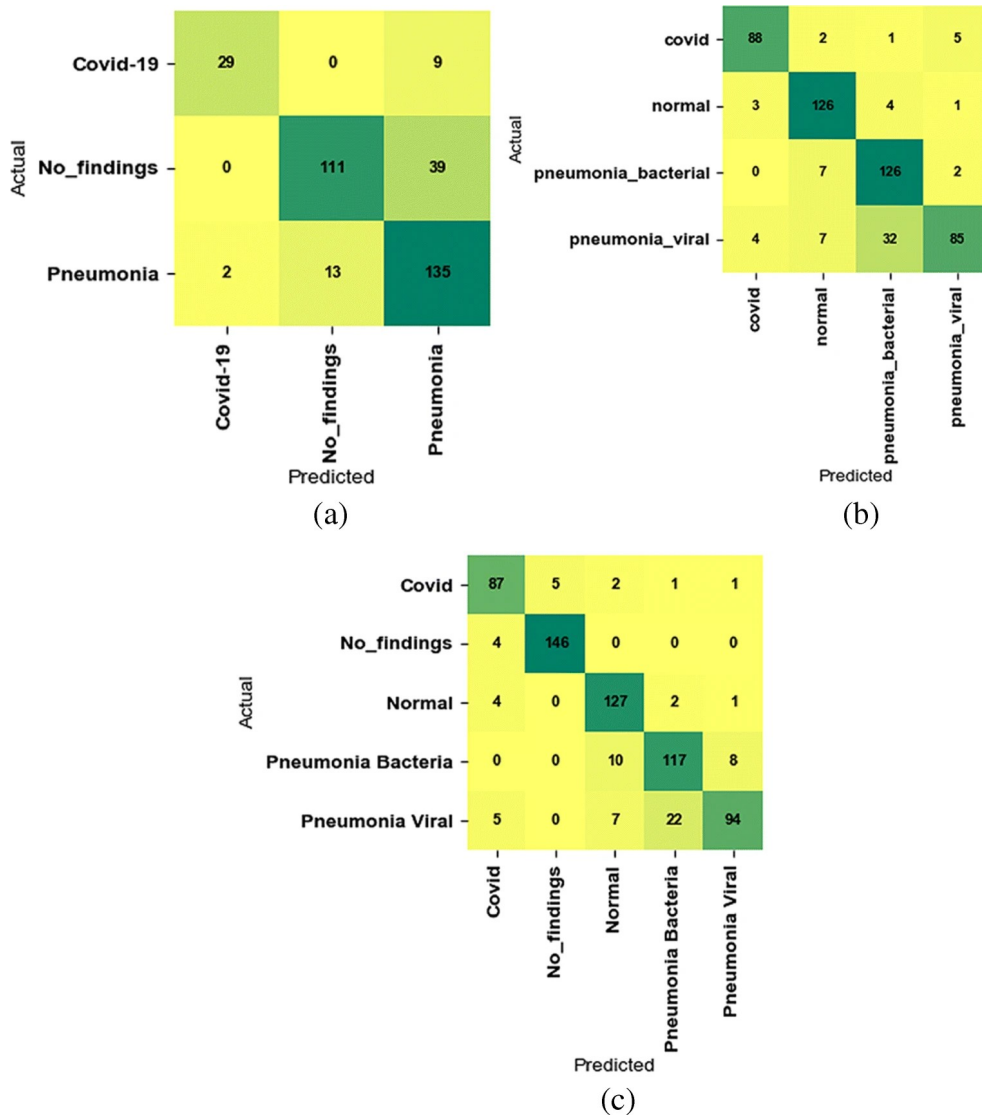 Actual
Covid-19 29 0 9
No_findings 0 111 39
Pneumonia 2 13 135
Covid-19 No_findings Pneumonia
Predicted
(a)
Actual
covid 88 2 1 5
normal 3 126 4 1
pneumonia_bacterial 0 7 126 2
pneumonia_viral 4 7 32 85
covid normal pneumonia_bacterial pneumonia_viral
Predicted
(b)
Actual
Covid 87 5 2 1 1
No_findings 4 146 0 0 0
Normal 4 0 127 2 1
Pneumonia Bacteria 0 0 10 117 8
Pneumonia Viral 5 0 7 22 94
Covid No_findings Normal Pneumonia Bacteria Pneumonia Viral
Predicted
(c)